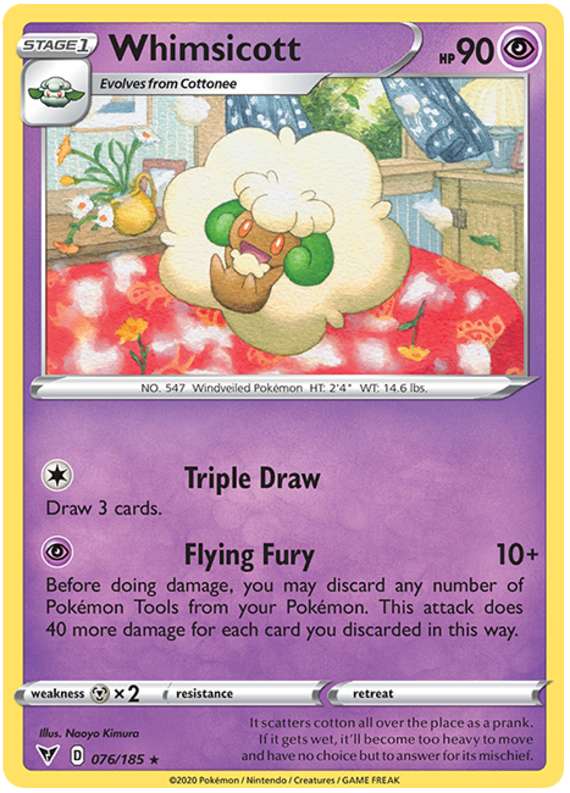 STAGE 1 Whimsicott HP 90
Evolves from Cottonee
NO. 547 Windveiled Pokémon HT: 2'4" WT: 14.6 lbs.
Triple Draw
Draw 3 cards.
Flying Fury 10+
Before doing damage, you may discard any number of
Pokémon Tools from your Pokémon. This attack does
40 more damage for each card you discarded in this way.
weakness ×2 resistance retreat
Illus. Naoyo Kimura
D 076/185 ★
It scatters cotton all over the place as a prank.
If it gets wet, it'll become too heavy to move
and have no choice but to answer for its mischief.
©2020 Pokémon / Nintendo / Creatures / GAME FREAK